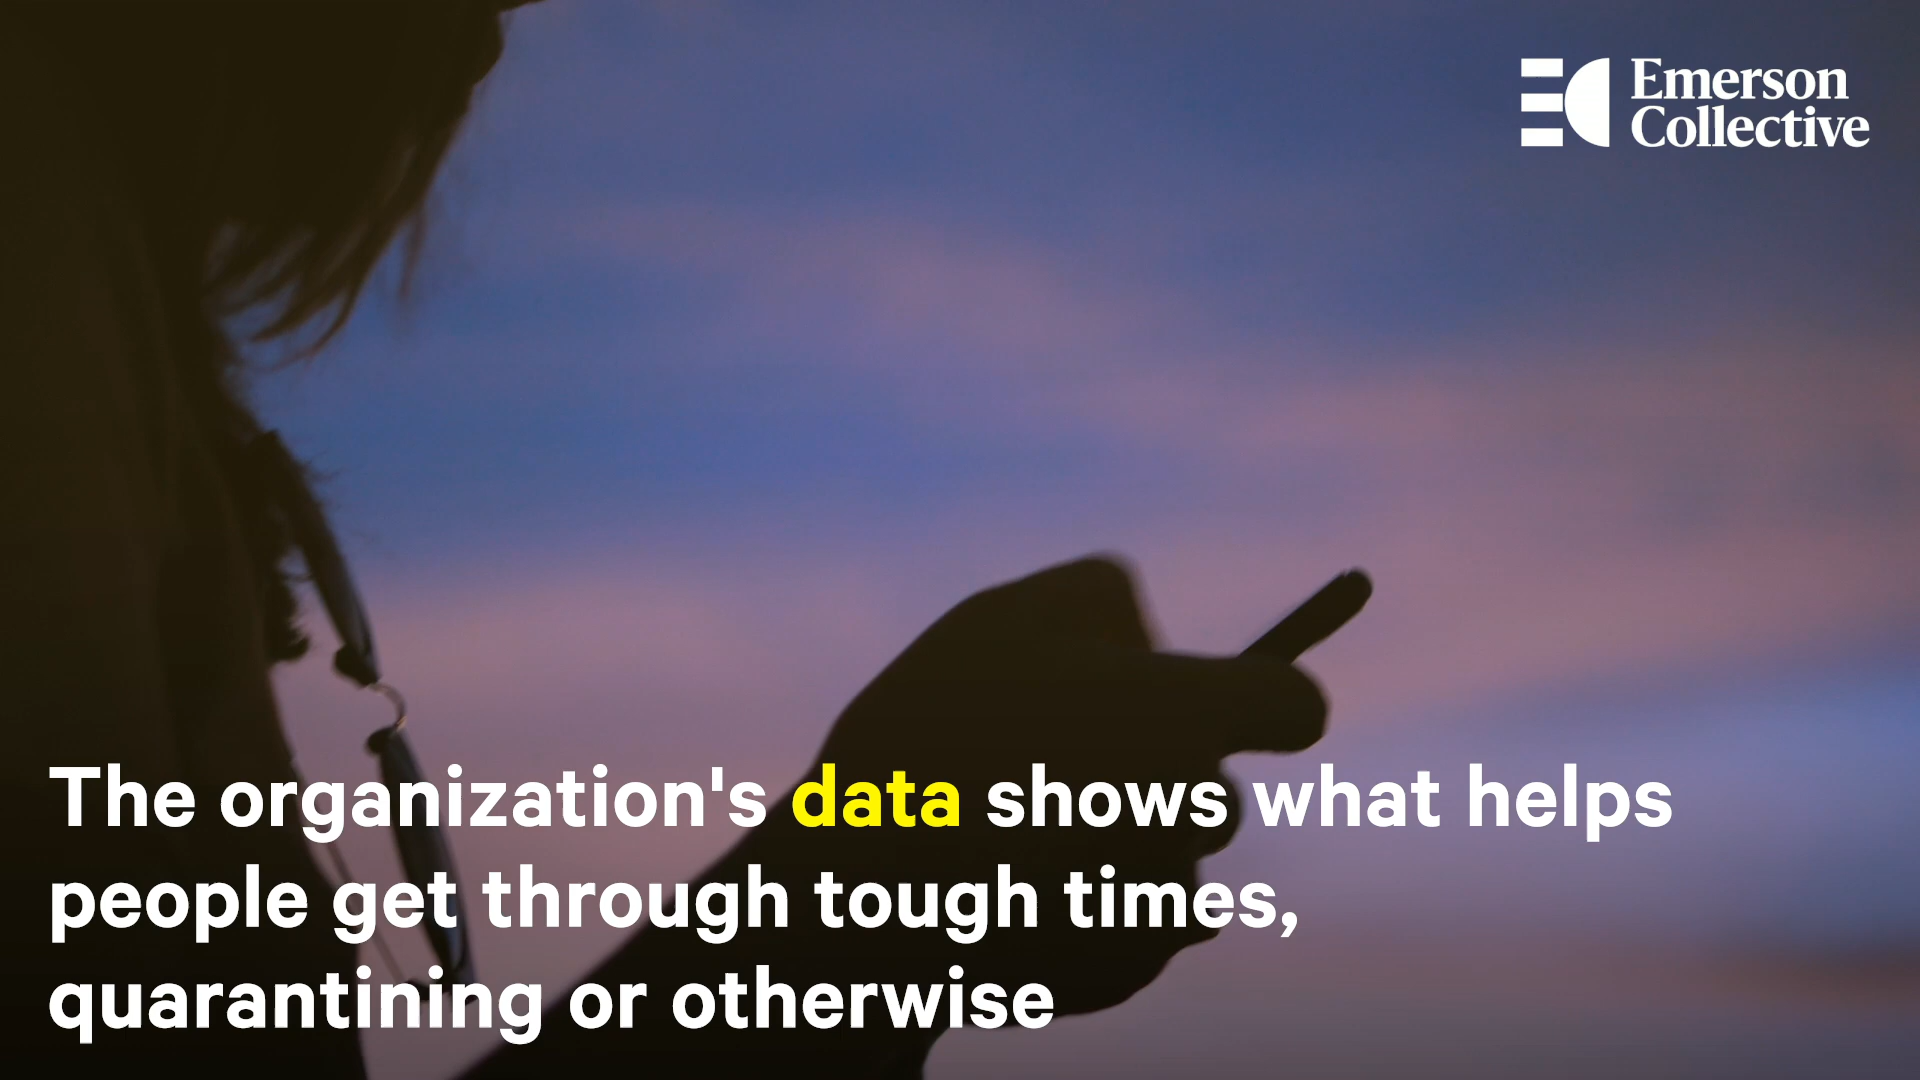 Emerson
Collective
The organization's data shows what helps
people get through tough times,
quarantining or otherwise